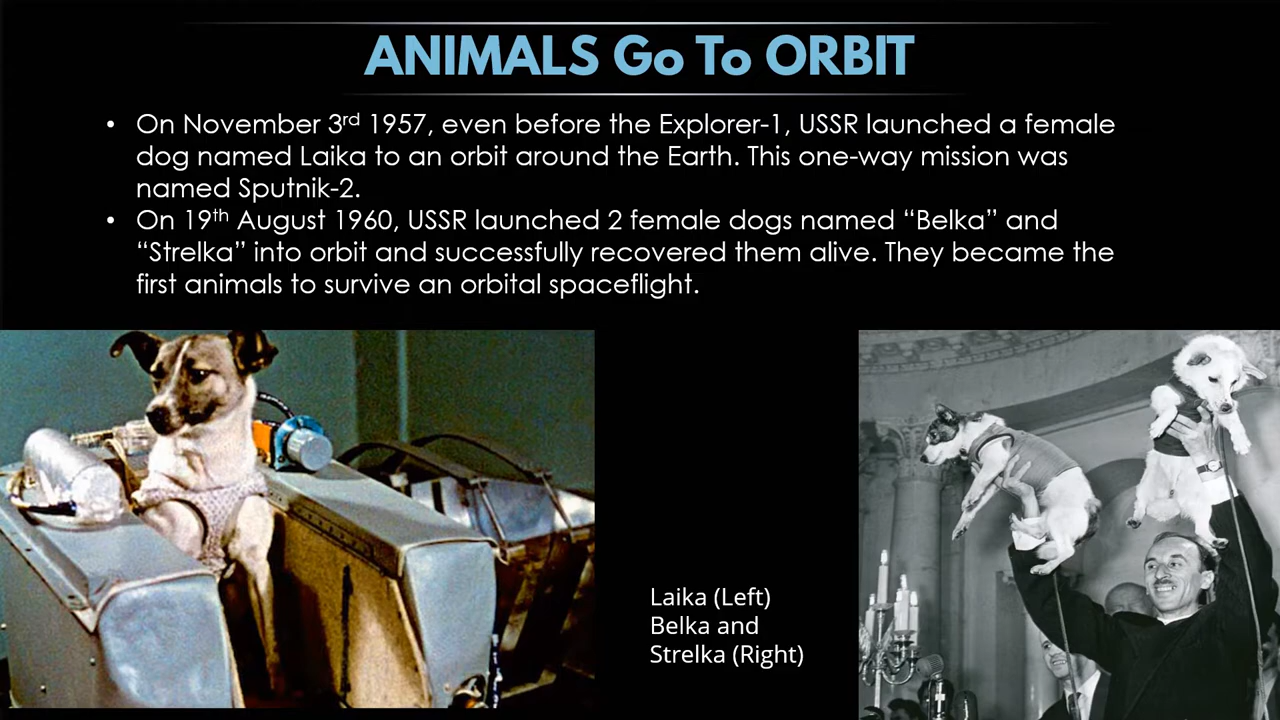 ANIMALS Go To ORBIT
• On November 3rd 1957, even before the Explorer-1, USSR launched a female
dog named Laika to an orbit around the Earth. This one-way mission was
named Sputnik-2.
• On 19th August 1960, USSR launched 2 female dogs named “Belka” and
“Strelka” into orbit and successfully recovered them alive. They became the
first animals to survive an orbital spaceflight.
Laika (Left)
Belka and
Strelka (Right)